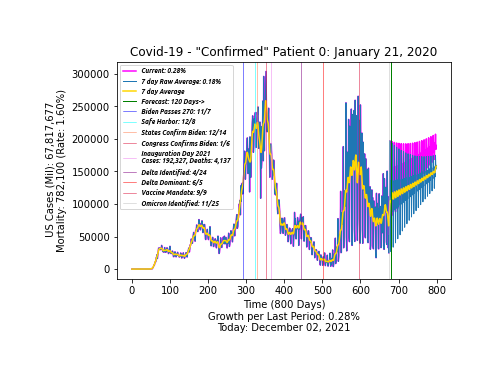 Covid-19 - "Confirmed" Patient 0: January 21, 2020
US Cases (Mil): 67,817,677
Mortality: 782,100 (Rate: 1.60%)
300000
250000
200000
150000
100000
50000
0
Current: 0.28%
7 day Raw Average: 0.18%
7 day Average
Forecast: 120 Days->
Biden Passes 270: 11/7
Safe Harbor: 12/8
States Confirm Biden: 12/14
Congress Confirms Biden: 1/6
Inauguration Day 2021
Cases: 192,327, Deaths: 4,137
Delta Identified: 4/24
Delta Dominant: 6/5
Vaccine Mandate: 9/9
Omicron Identified: 11/25
0 100 200 300 400 500 600 700 800
Time (800 Days)
Growth per Last Period: 0.28%
Today: December 02, 2021